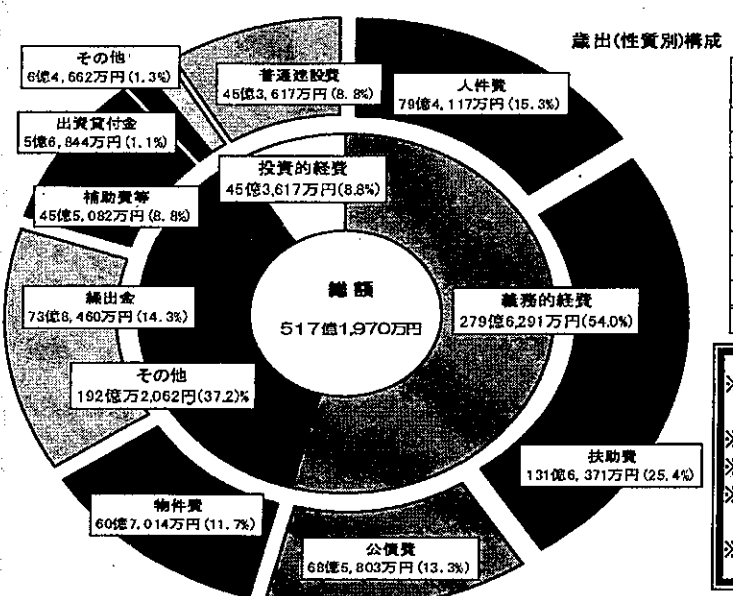 歳出(性質別)構成
その他
6億4,662万円(1.3%)
普通建設費
45億3,617万円(8.8%)
人件費
79億4,117万円(15.3%)
出資貸付金
5億6,844万円(1.1%)
投資的経費
45億3,617万円(8.8%)
補助費等
45億5,082万円(8.8%)
繰出金
73億8,460万円(14.3%)
総額
517億1,970万円
義務的経費
279億6,291万円(54.0%)
その他
192億万2,062円(37.2)%
扶助費
131億6,371万円(25.4%)
物件費
60億7,014万円(11.7%)
公債費
68億5,803万円(13.3%)
※
※
※
※
※